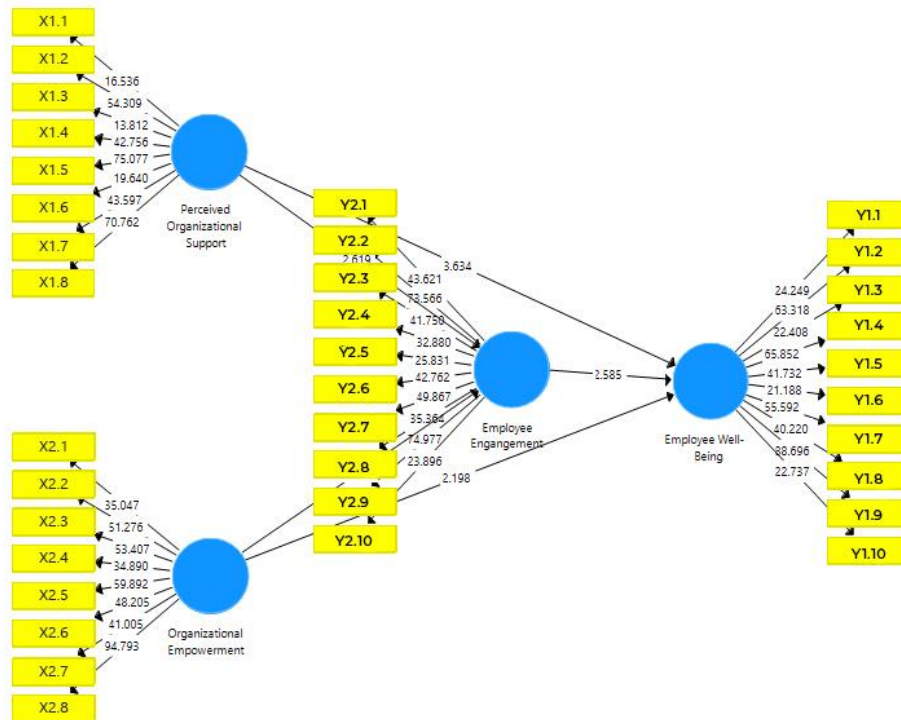 X1.1
X1.2
X1.3
X1.4
X1.5
X1.6
X1.7
X1.8
16.536
54.309
13.812
42.756
75.077
19.640
43.597
70.762
Perceived
Organizational
Support
Y2.1
Y2.2
Y2.3
Y2.4
Y2.5
Y2.6
Y2.7
Y2.8
Y2.9
Y2.10
2.619
3.634
43.621
73.566
41.750
32.880
25.831
42.762
49.867
35.364
74.977
23.896
Employee
Engangement
2.585
2.198
Employee Well-
Being
24.249
63.318
22.408
65.852
41.732
21.188
55.592
40.220
22.737
Y1.1
Y1.2
Y1.3
Y1.4
Y1.5
Y1.6
Y1.7
Y1.8
Y1.9
Y1.10
X2.1
X2.2
X2.3
X2.4
X2.5
X2.6
X2.7
X2.8
35.047
51.276
53.407
34.890
59.892
48.205
41.005
94.793
Organizational
Empowerment